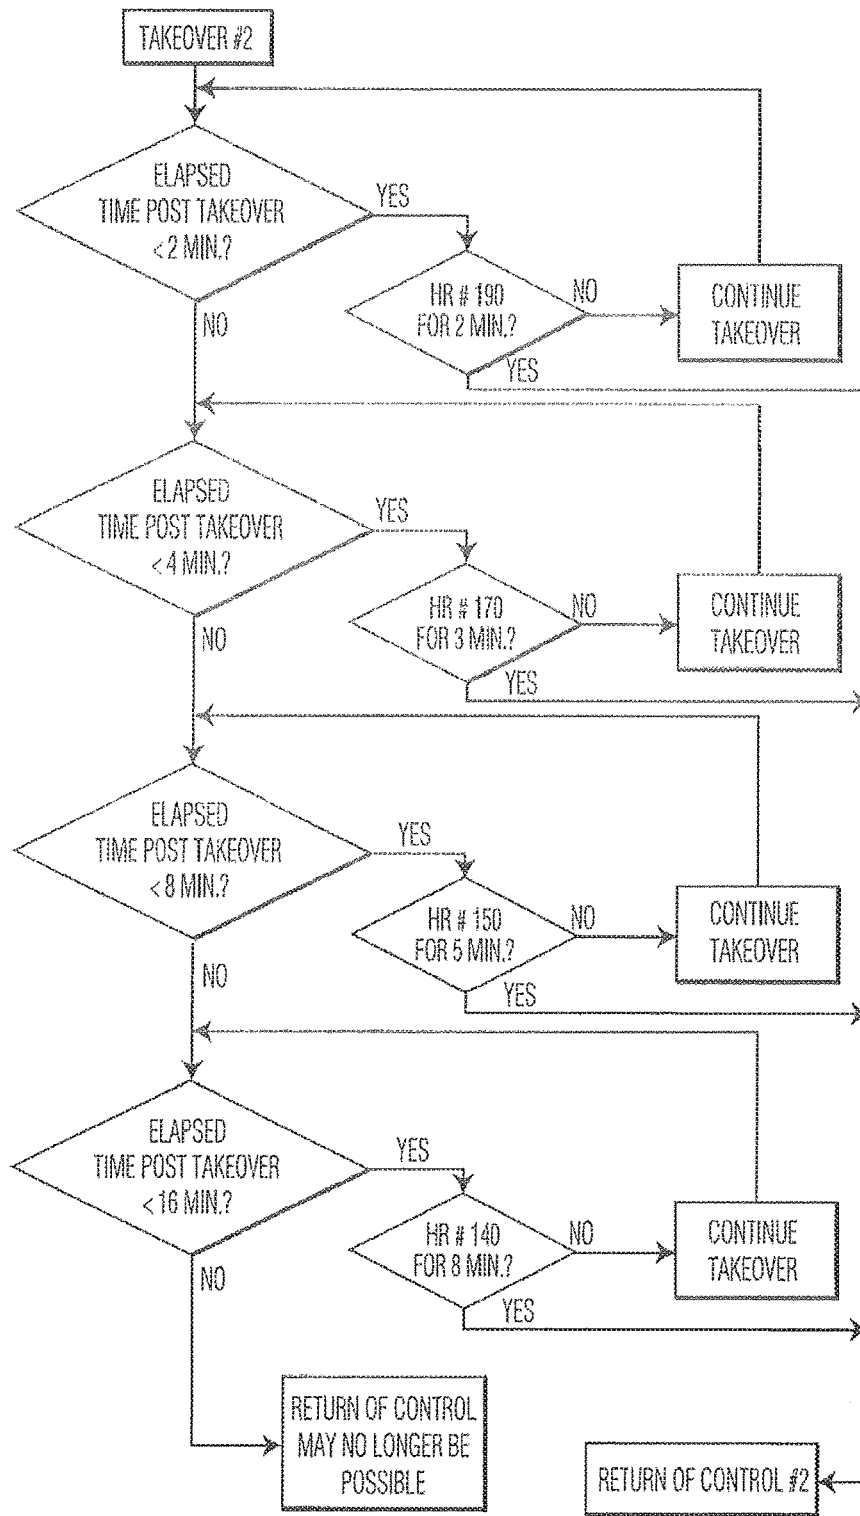 TAKEOVER #2
ELAPSED
TIME POST TAKEOVER
< 2 MIN.?
YES
HR # 190
FOR 2 MIN.?
NO
CONTINUE
TAKEOVER
YES
NO
ELAPSED
TIME POST TAKEOVER
< 4 MIN.?
YES
HR # 170
FOR 3 MIN.?
NO
CONTINUE
TAKEOVER
YES
NO
ELAPSED
TIME POST TAKEOVER
< 8 MIN.?
YES
HR # 150
FOR 5 MIN.?
NO
CONTINUE
TAKEOVER
YES
NO
ELAPSED
TIME POST TAKEOVER
< 16 MIN.?
YES
HR # 140
FOR 8 MIN.?
NO
CONTINUE
TAKEOVER
YES
NO
RETURN OF CONTROL
MAY NO LONGER BE
POSSIBLE
RETURN OF CONTROL #2